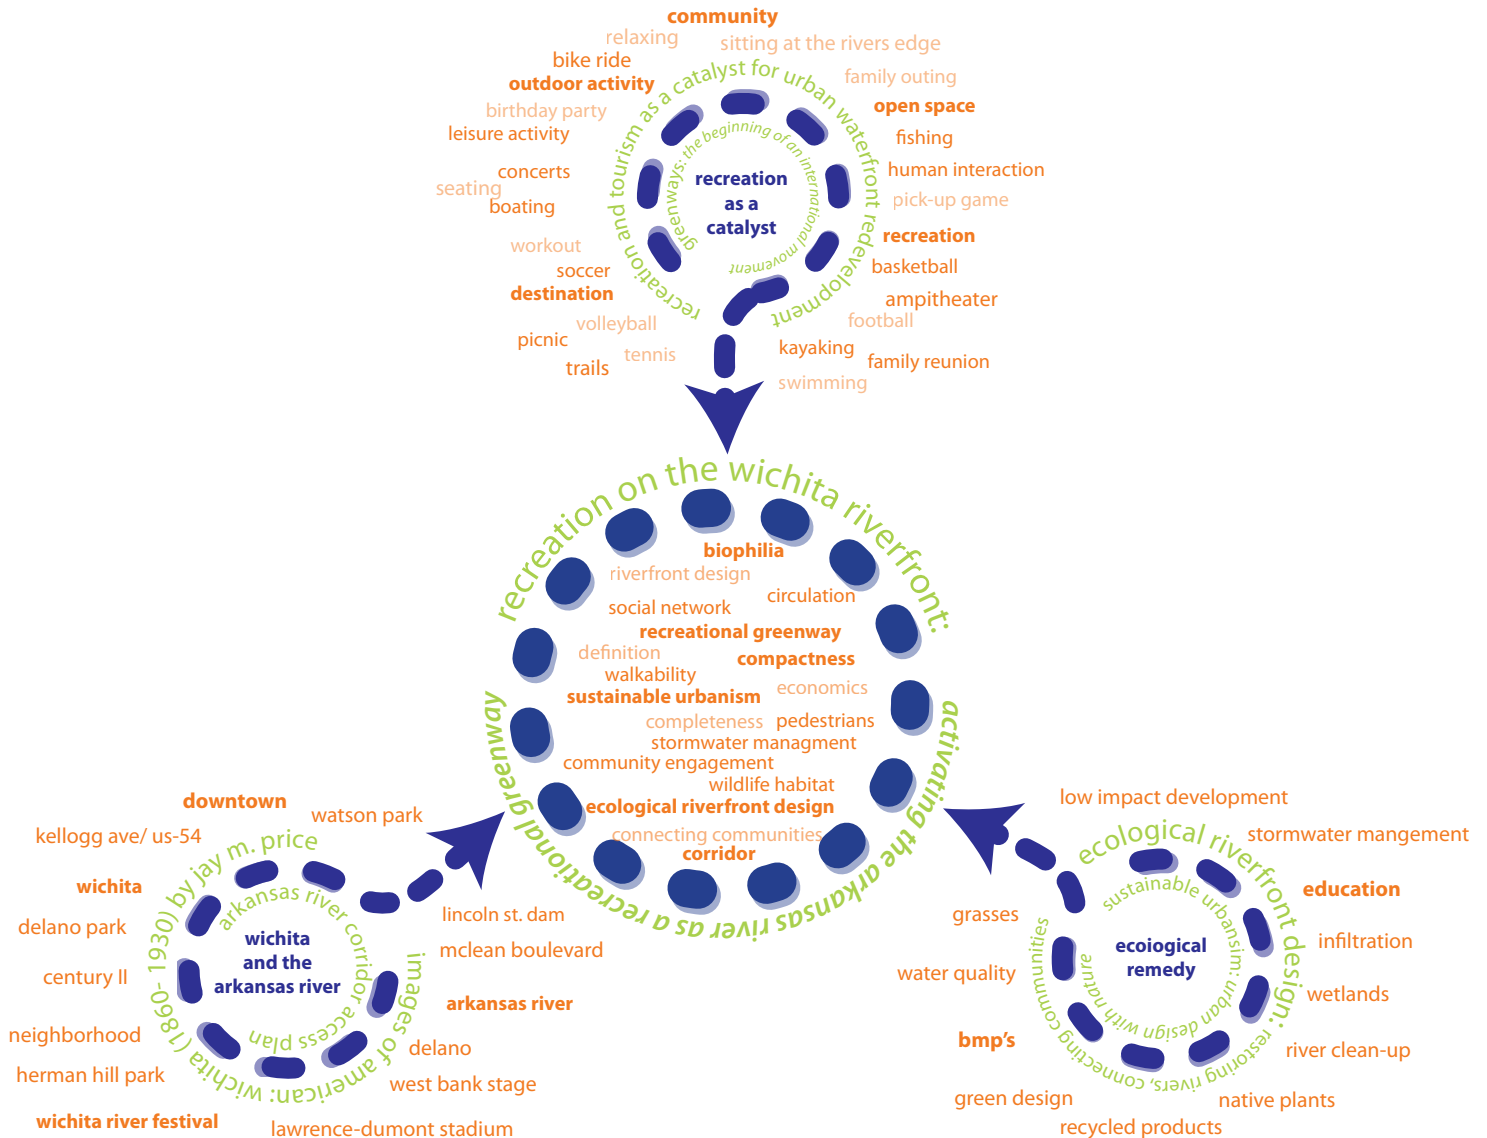 community
relaxing
sitting at the rivers edge
bike ride
family outing
outdoor activity
open space
birthday party
leisure activity
fishing
concerts
human interaction
seating
pick-up game
boating
recreation
workout
basketball
soccer
destination
ampitheater
volleyball
football
picnic
kayaking
tennis
family reunion
trails
swimming
recreation and tourism as a catalyst for urban waterfront redevelopment
greenways: the beginning of an international movement
recreation
as a
catalyst
recreation on the wichita riverfront:
activating the arkansas river as a recreational greenway
biophilia
riverfront design
circulation
social network
recreational greenway
definition
compactness
walkability
economics
sustainable urbanism
completeness
pedestrians
stormwater managment
community engagement
wildlife habitat
ecological riverfront design
connecting communities
corridor
downtown
watson park
kellogg ave/ us-54
wichita
delano park
century II
neighborhood
herman hill park
wichita river festival
lawrence-dumont stadium
west bank stage
delano
arkansas river
mclean boulevard
lincoln st. dam
images of american: wichita (1860 - 1930) by jay m. price
arkansas river corridor access plan
wichita
and the
arkansas river
low impact development
stormwater mangement
education
grasses
infiltration
water quality
wetlands
bmp's
river clean-up
green design
native plants
recycled products
ecological riverfront design: restoring rivers, connecting communities
sustainable urbansim: urban design with nature
ecoiogical
remedy